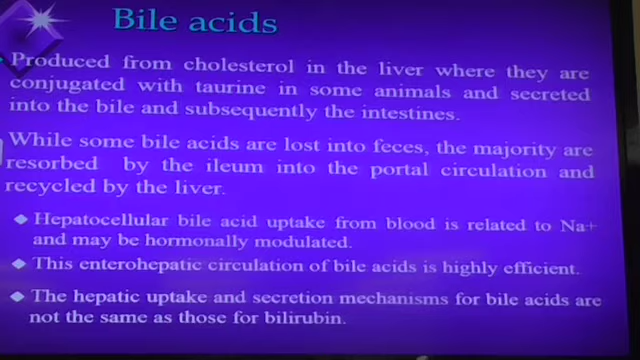 Bile acids
Produced from cholesterol in the liver where they are
conjugated with taurine in some animals and secreted
into the bile and subsequently the intestines.
While some bile acids are lost into feces, the majority are
resorbed by the ileum into the portal circulation and
recycled by the liver.
Hepatocellular bile acid uptake from blood is related to Na+
and may be hormonally modulated.
This enterohepatic circulation of bile acids is highly efficient.
The hepatic uptake and secretion mechanisms for bile acids are
not the same as those for bilirubin.